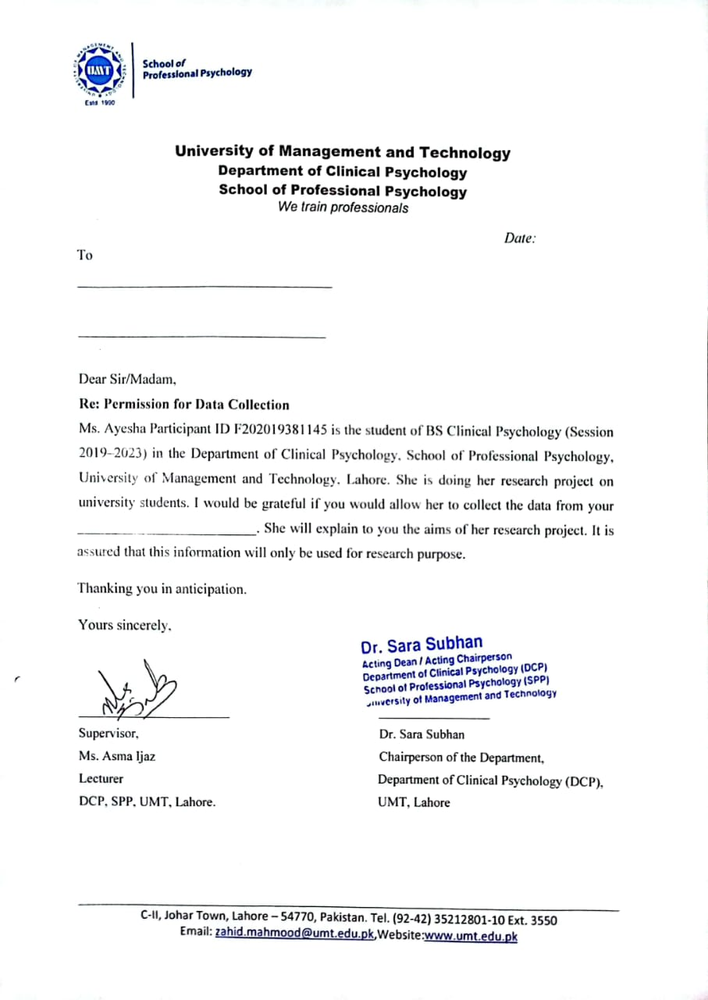 UNIVERSITY OF MANAGEMENT AND TECHNOLOGY
UMT
Estd 1990
School of
Professional Psychology
University of Management and Technology
Department of Clinical Psychology
School of Professional Psychology
We train professionals
Date:
To
Dear Sir/Madam,
Re: Permission for Data Collection
Ms. Ayesha Participant ID F202019381145 is the student of BS Clinical Psychology (Session
2019–2023) in the Department of Clinical Psychology, School of Professional Psychology,
University of Management and Technology, Lahore. She is doing her research project on
university students. I would be grateful if you would allow her to collect the data from your
________________________. She will explain to you the aims of her research project. It is
assured that this information will only be used for research purpose.
Thanking you in anticipation.
Yours sincerely,
Dr. Sara Subhan
Acting Dean / Acting Chairperson
Department of Clinical Psychology (DCP)
School of Professional Psychology (SPP)
University of Management and Technology
Supervisor,
Ms. Asma Ijaz
Lecturer
DCP, SPP, UMT, Lahore.
Dr. Sara Subhan
Chairperson of the Department,
Department of Clinical Psychology (DCP),
UMT, Lahore
C-II, Johar Town, Lahore – 54770, Pakistan. Tel. (92-42) 35212801-10 Ext. 3550
Email: zahid.mahmood@umt.edu.pk,Website:www.umt.edu.pk